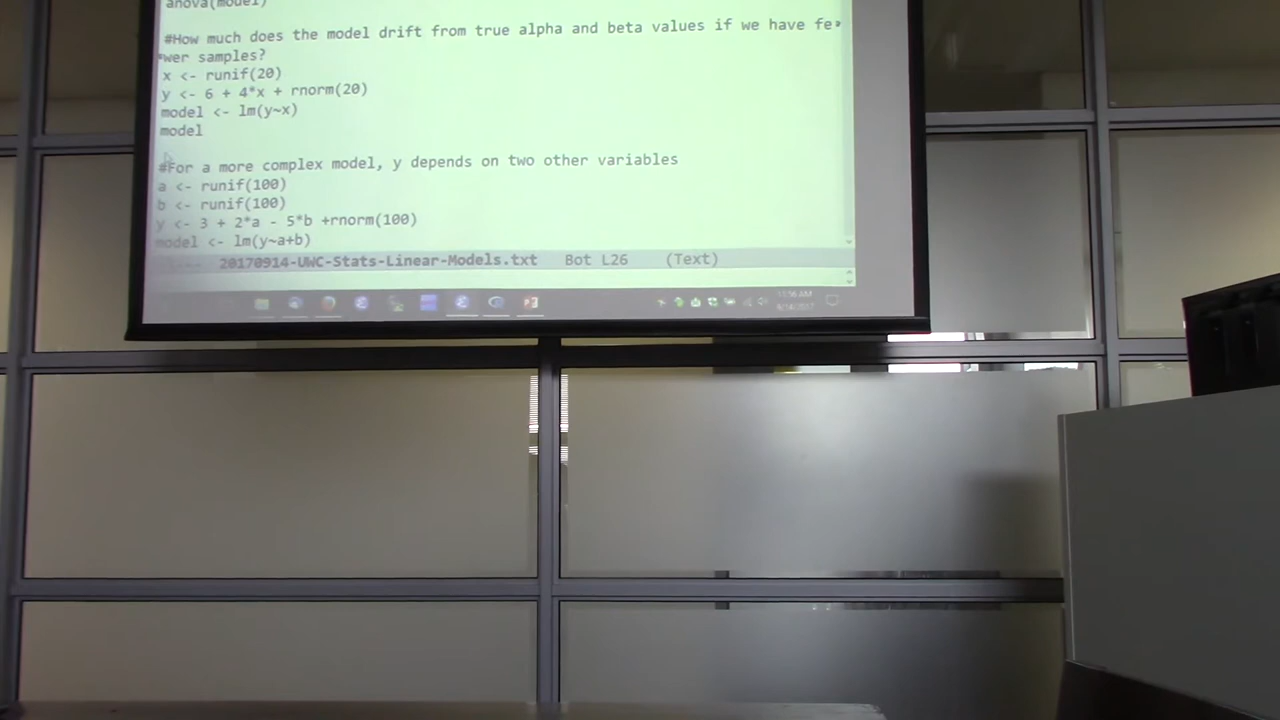 anova(model)
#How much does the model drift from true alpha and beta values if we have fe
wer samples?
x <- runif(20)
y <- 6 + 4*x + rnorm(20)
model <- lm(y~x)
model
#For a more complex model, y depends on two other variables
a <- runif(100)
b <- runif(100)
y <- 3 + 2*a - 5*b +rnorm(100)
model <- lm(y~a+b)
20170914-UWC-Stats-Linear-Models.txt Bot L26 (Text)